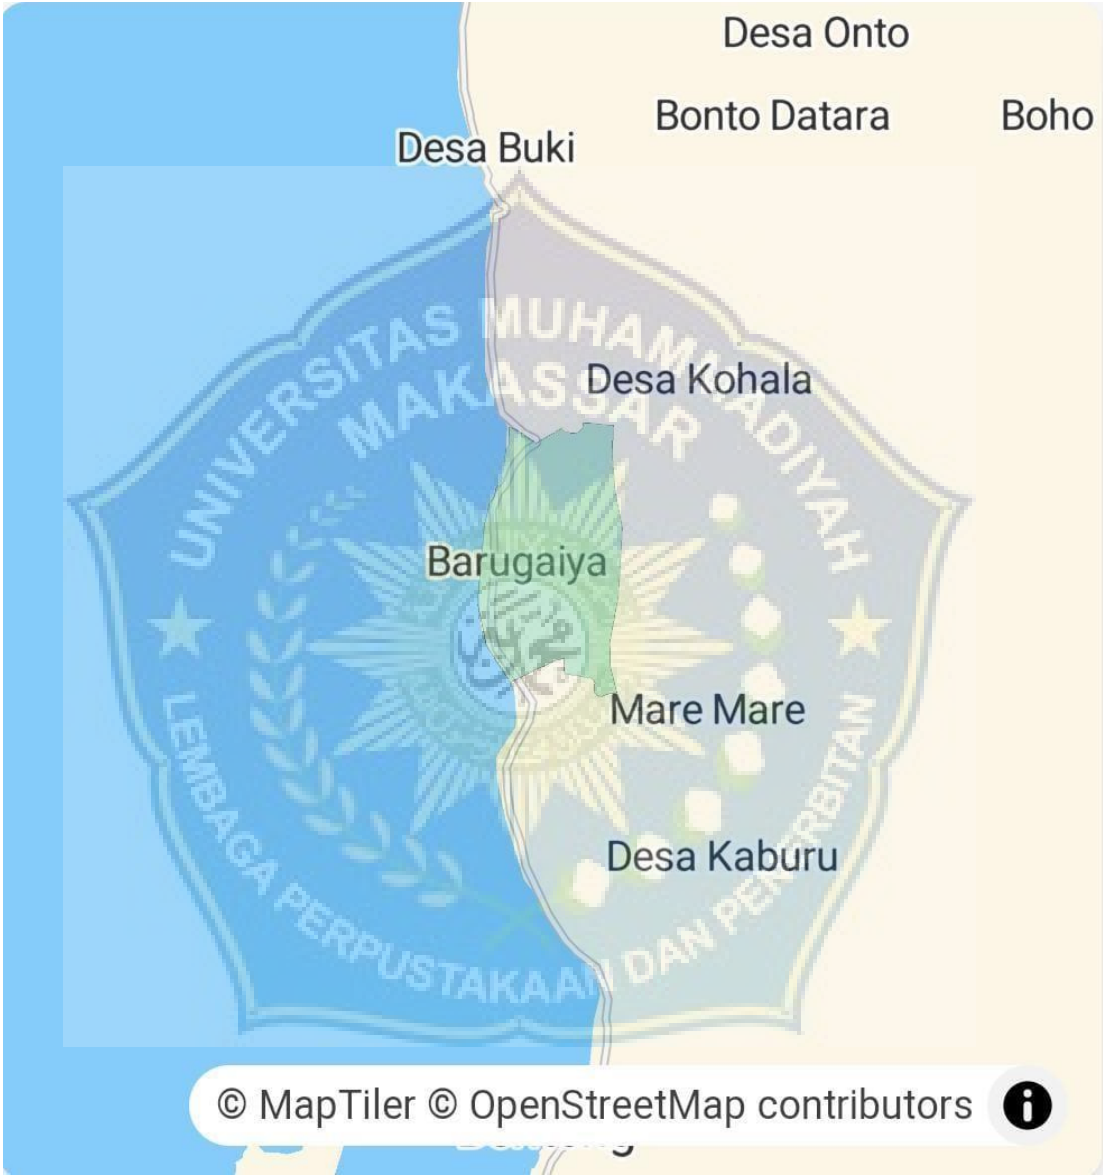 Desa Onto
Bonto Datara
Boho
Desa Buki
UNIVERSITAS MUHAMMADIYAH
MAKASSAR
Desa Kohala
Barugaiya
Mare Mare
Desa Kaburu
LEMBAGA PERPUSTAKAAN DAN PENERBITAN
© MapTiler © OpenStreetMap contributors